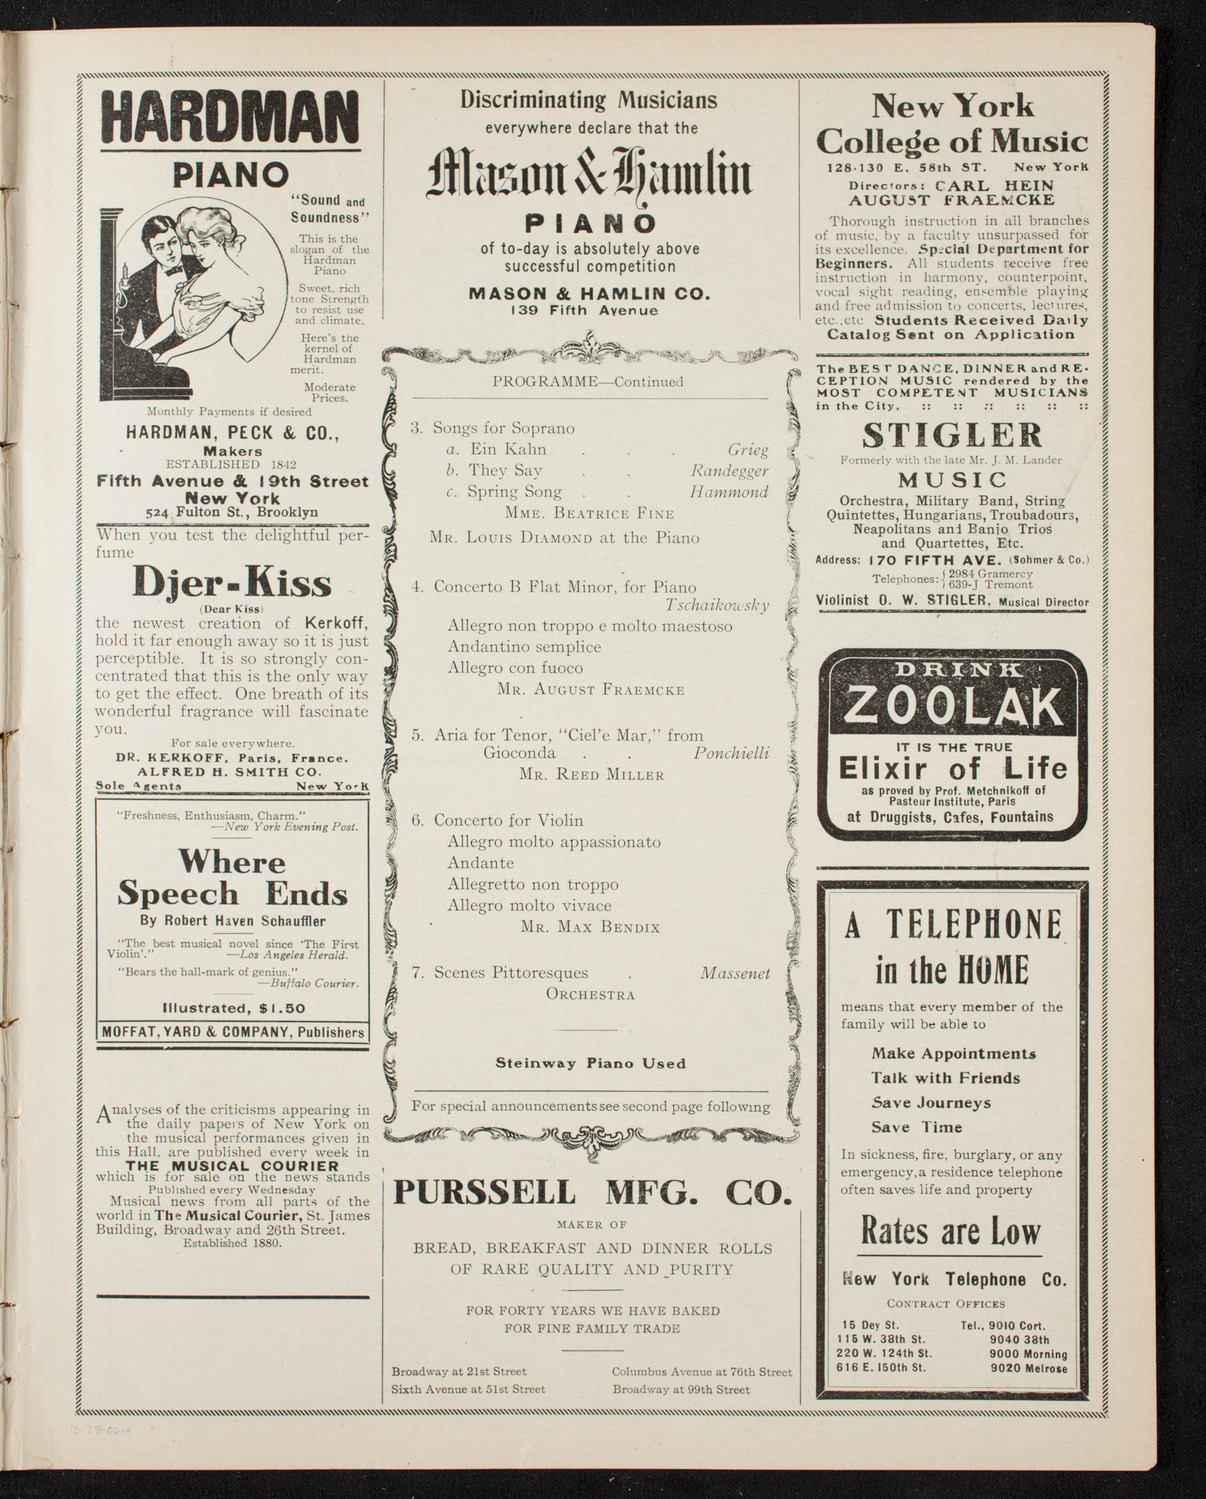 HARDMAN
PIANO
"Sound and
Soundness"
This is the
slogan of the
Hardman
Piano
Sweet, rich
tone Strength
to resist use
and climate.
Here's the
kernel of
Hardman
merit.
Moderate
Prices.
Monthly Payments if desired
HARDMAN, PECK & CO.,
Makers
ESTABLISHED 1842
Fifth Avenue & 19th Street
New York
524 Fulton St., Brooklyn
When you test the delightful per-
fume
Djer-Kiss
(Dear Kiss)
the newest creation of Kerkoff,
hold it far enough away so it is just
perceptible. It is so strongly con-
centrated that this is the only way
to get the effect. One breath of its
wonderful fragrance will fascinate
you.
For sale everywhere.
DR. KERKOFF, Paris, France.
ALFRED H. SMITH CO.
Sole Agents New York
"Freshness, Enthusiasm, Charm."
—New York Evening Post.
Where
Speech Ends
By Robert Haven Schauffler
"The best musical novel since 'The First
Violin'." —Los Angeles Herald.
"Bears the hall-mark of genius."
—Buffalo Courier.
Illustrated, $1.50
MOFFAT, YARD & COMPANY, Publishers
Analyses of the criticisms appearing in
the daily papers of New York on
the musical performances given in
this Hall, are published every week in
THE MUSICAL COURIER
which is for sale on the news stands
Published every Wednesday
Musical news from all parts of the
world in The Musical Courier, St. James
Building, Broadway and 26th Street.
Established 1880.
Discriminating Musicians
everywhere declare that the
Mason & Hamlin
PIANO
of to-day is absolutely above
successful competition
MASON & HAMLIN CO.
139 Fifth Avenue
PROGRAMME—Continued
3. Songs for Soprano
a. Ein Kahn . . . Grieg
b. They Say . . Randegger
c. Spring Song . . Hammond
MME. BEATRICE FINE
MR. LOUIS DIAMOND at the Piano
4. Concerto B Flat Minor, for Piano
Tschaikowsky
Allegro non troppo e molto maestoso
Andantino semplice
Allegro con fuoco
MR. AUGUST FRAEMCKE
5. Aria for Tenor, "Ciel'e Mar," from
Gioconda . . Ponchielli
MR. REED MILLER
6. Concerto for Violin
Allegro molto appassionato
Andante
Allegretto non troppo
Allegro molto vivace
MR. MAX BENDIX
7. Scenes Pittoresques . Massenet
ORCHESTRA
Steinway Piano Used
For special announcements see second page following
PURSSELL MFG. CO.
MAKER OF
BREAD, BREAKFAST AND DINNER ROLLS
OF RARE QUALITY AND PURITY
FOR FORTY YEARS WE HAVE BAKED
FOR FINE FAMILY TRADE
Broadway at 21st Street Columbus Avenue at 76th Street
Sixth Avenue at 51st Street Broadway at 99th Street
New York
College of Music
128-130 E. 58th ST. New York
Directors: CARL HEIN
AUGUST FRAEMCKE
Thorough instruction in all branches
of music, by a faculty unsurpassed for
its excellence. Special Department for
Beginners. All students receive free
instruction in harmony, counterpoint,
vocal sight reading, ensemble playing
and free admission to concerts, lectures,
etc.,etc Students Received Daily
Catalog Sent on Application
The BEST DANCE, DINNER and RE-
CEPTION MUSIC rendered by the
MOST COMPETENT MUSICIANS
in the City. :: :: :: :: :: ::
STIGLER
Formerly with the late Mr. J. M. Lander
MUSIC
Orchestra, Military Band, String
Quintettes, Hungarians, Troubadours,
Neapolitans and Banjo Trios
and Quartettes, Etc.
Address: 170 FIFTH AVE. (Sohmer & Co.)
Telephones: { 2984 Gramercy
639-J Tremont
Violinist O. W. STIGLER, Musical Director
DRINK
ZOOLAK
IT IS THE TRUE
Elixir of Life
as proved by Prof. Metchnikoff of
Pasteur Institute, Paris
at Druggists, Cafes, Fountains
A TELEPHONE
in the HOME
means that every member of the
family will be able to
Make Appointments
Talk with Friends
Save Journeys
Save Time
In sickness, fire, burglary, or any
emergency, a residence telephone
often saves life and property
Rates are Low
New York Telephone Co.
CONTRACT OFFICES
15 Dey St. Tel., 9010 Cort.
115 W. 38th St. 9040 38th
220 W. 124th St. 9000 Morning
616 E. 150th St. 9020 Melrose